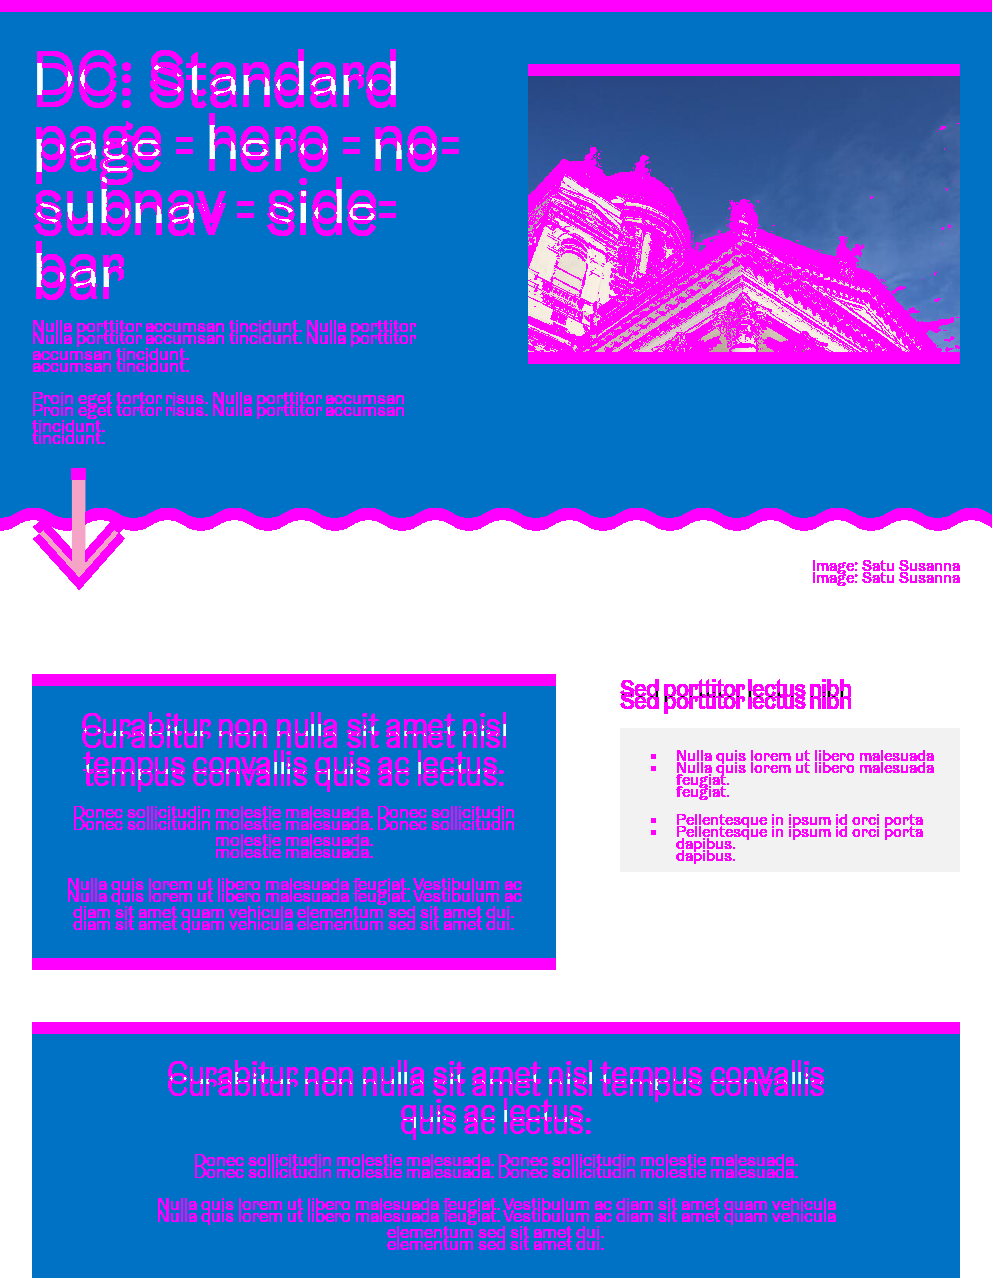 DC: Standard
page - hero - no-
subnav - side-
bar
Nulla porttitor accumsan tincidunt. Nulla porttitor
accumsan tincidunt.
Proin eget tortor risus. Nulla porttitor accumsan
tincidunt.
Image: Satu Susanna
Curabitur non nulla sit amet nisl
tempus convallis quis ac lectus.
Donec sollicitudin molestie malesuada. Donec sollicitudin
molestie malesuada.
Nulla quis lorem ut libero malesuada feugiat. Vestibulum ac
diam sit amet quam vehicula elementum sed sit amet dui.
Sed porttitor lectus nibh
Nulla quis lorem ut libero malesuada
feugiat.
Pellentesque in ipsum id orci porta
dapibus.
Curabitur non nulla sit amet nisl tempus convallis
quis ac lectus.
Donec sollicitudin molestie malesuada. Donec sollicitudin molestie malesuada.
Nulla quis lorem ut libero malesuada feugiat. Vestibulum ac diam sit amet quam vehicula
elementum sed sit amet dui.